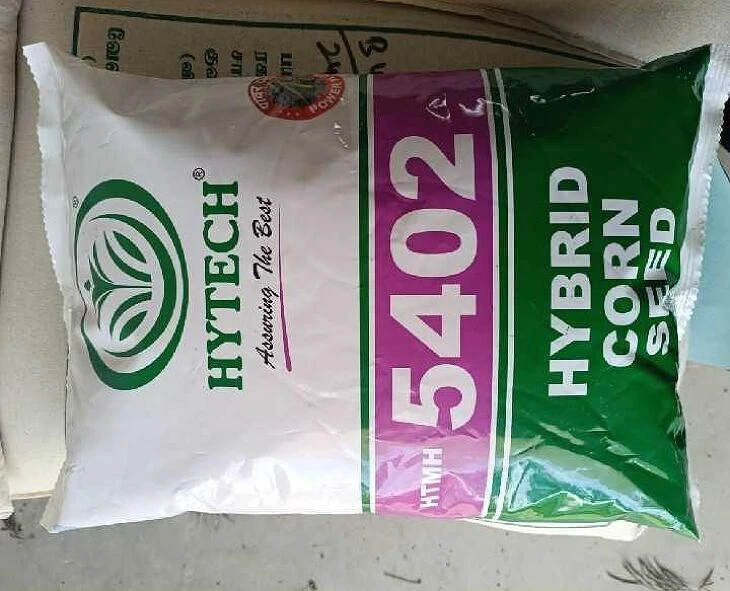 HYTECH®
Assuring The Best
®
POWER
HTMH 5402
HYBRID
CORN
SEED